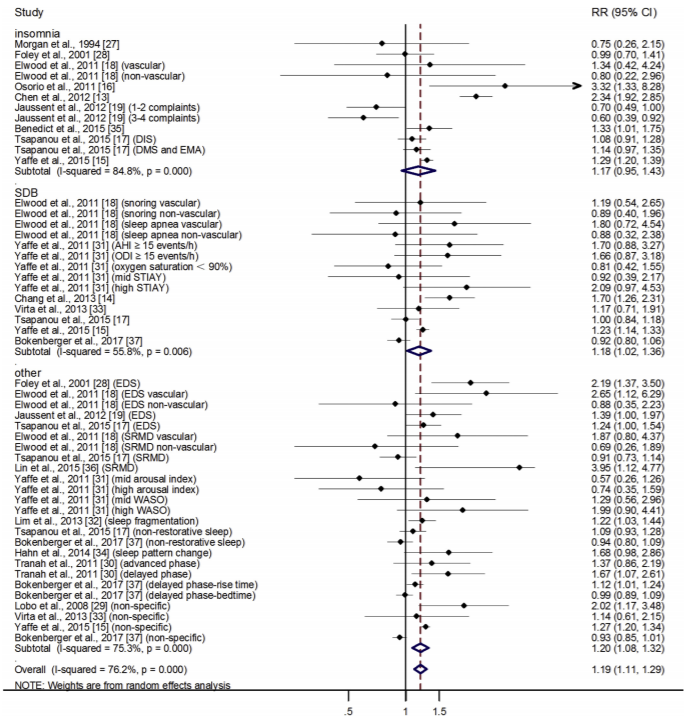 Study RR (95% CI)
insomnia
Morgan et al., 1994 [27] 0.75 (0.26, 2.15)
Foley et al., 2001 [28] 0.99 (0.70, 1.41)
Elwood et al., 2011 [18] (vascular) 1.34 (0.42, 4.24)
Elwood et al., 2011 [18] (non-vascular) 0.80 (0.22, 2.96)
Osorio et al., 2011 [16] 3.32 (1.33, 8.28)
Chen et al., 2012 [13] 2.34 (1.92, 2.85)
Jaussent et al., 2012 [19] (1-2 complaints) 0.70 (0.49, 1.00)
Jaussent et al., 2012 [19] (3-4 complaints) 0.60 (0.39, 0.92)
Benedict et al., 2015 [35] 1.33 (1.01, 1.75)
Tsapanou et al., 2015 [17] (DIS) 1.08 (0.91, 1.28)
Tsapanou et al., 2015 [17] (DMS and EMA) 1.14 (0.97, 1.35)
Yaffe et al., 2015 [15] 1.29 (1.20, 1.39)
Subtotal (I-squared = 84.8%, p = 0.000) 1.17 (0.95, 1.43)
.
SDB
Elwood et al., 2011 [18] (snoring vascular) 1.19 (0.54, 2.65)
Elwood et al., 2011 [18] (snoring non-vascular) 0.89 (0.40, 1.96)
Elwood et al., 2011 [18] (sleep apnea vascular) 1.80 (0.72, 4.54)
Elwood et al., 2011 [18] (sleep apnea non-vascular) 0.88 (0.32, 2.38)
Yaffe et al., 2011 [31] (AHI ≥ 15 events/h) 1.70 (0.88, 3.27)
Yaffe et al., 2011 [31] (ODI ≥ 15 events/h) 1.66 (0.87, 3.18)
Yaffe et al., 2011 [31] (oxygen saturation < 90%) 0.81 (0.42, 1.55)
Yaffe et al., 2011 [31] (mid STIAY) 0.92 (0.39, 2.17)
Yaffe et al., 2011 [31] (high STIAY) 2.09 (0.97, 4.53)
Chang et al., 2013 [14] 1.70 (1.26, 2.31)
Virta et al., 2013 [33] 1.17 (0.71, 1.91)
Tsapanou et al., 2015 [17] 1.00 (0.84, 1.18)
Yaffe et al., 2015 [15] 1.23 (1.14, 1.33)
Bokenberger et al., 2017 [37] 0.92 (0.80, 1.06)
Subtotal (I-squared = 55.8%, p = 0.006) 1.18 (1.02, 1.36)
.
other
Foley et al., 2001 [28] (EDS) 2.19 (1.37, 3.50)
Elwood et al., 2011 [18] (EDS vascular) 2.65 (1.12, 6.29)
Elwood et al., 2011 [18] (EDS non-vascular) 0.88 (0.35, 2.23)
Jaussent et al., 2012 [19] (EDS) 1.39 (1.00, 1.97)
Tsapanou et al., 2015 [17] (EDS) 1.24 (1.00, 1.54)
Elwood et al., 2011 [18] (SRMD vascular) 1.87 (0.80, 4.37)
Elwood et al., 2011 [18] (SRMD non-vascular) 0.69 (0.26, 1.89)
Tsapanou et al., 2015 [17] (SRMD) 0.91 (0.73, 1.14)
Lin et al., 2015 [36] (SRMD) 3.95 (1.12, 4.77)
Yaffe et al., 2011 [31] (mid arousal index) 0.57 (0.26, 1.26)
Yaffe et al., 2011 [31] (high arousal index) 0.74 (0.35, 1.59)
Yaffe et al., 2011 [31] (mid WASO) 1.29 (0.56, 2.96)
Yaffe et al., 2011 [31] (high WASO) 1.99 (0.90, 4.41)
Lim et al., 2013 [32] (sleep fragmentation) 1.22 (1.03, 1.44)
Tsapanou et al., 2015 [17] (non-restorative sleep) 1.09 (0.93, 1.28)
Bokenberger et al., 2017 [37] (non-restorative sleep) 0.94 (0.80, 1.09)
Hahn et al., 2014 [34] (sleep pattern change) 1.68 (0.98, 2.86)
Tranah et al., 2011 [30] (advanced phase) 1.37 (0.86, 2.19)
Tranah et al., 2011 [30] (delayed phase) 1.67 (1.07, 2.61)
Bokenberger et al., 2017 [37] (delayed phase-rise time) 1.12 (1.01, 1.24)
Bokenberger et al., 2017 [37] (delayed phase-bedtime) 0.99 (0.89, 1.09)
Lobo et al., 2008 [29] (non-specific) 2.02 (1.17, 3.48)
Virta et al., 2013 [33] (non-specific) 1.14 (0.61, 2.15)
Yaffe et al., 2015 [15] (non-specific) 1.27 (1.20, 1.34)
Bokenberger et al., 2017 [37] (non-specific) 0.93 (0.85, 1.01)
Subtotal (I-squared = 75.3%, p = 0.000) 1.20 (1.08, 1.32)
.
Overall (I-squared = 76.2%, p = 0.000) 1.19 (1.11, 1.29)
NOTE: Weights are from random effects analysis
.5 1 1.5